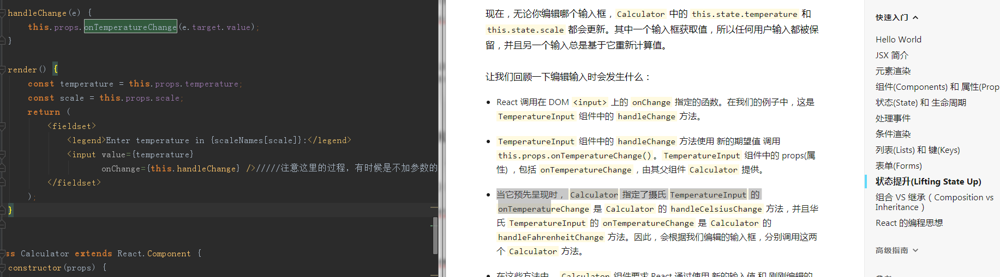 handleChange(e) {
this.props.onTemperatureChange(e.target.value);
}
render() {
const temperature = this.props.temperature;
const scale = this.props.scale;
return (
<fieldset>
<legend>Enter temperature in {scaleNames[scale]}:</legend>
<input value={temperature}
onChange={this.handleChange} />/////注意这里的过程，有时候是不加参数的
</fieldset>
);
}
ss Calculator extends React.Component {
constructor(props) {
现在，无论你编辑哪个输入框，Calculator 中的 this.state.temperature 和
this.state.scale 都会更新。其中一个输入框获取值，所以任何用户输入都被保
留，并且另一个输入总是基于它重新计算值。
让我们回顾一下编辑输入时会发生什么：
• React 调用在 DOM <input> 上的 onChange 指定的函数。在我们的例子中，这是
TemperatureInput 组件中的 handleChange 方法。
• TemperatureInput 组件中的 handleChange 方法使用 新的期望值 调用
this.props.onTemperatureChange()。TemperatureInput 组件中的 props(属
性) ，包括 onTemperatureChange，由其父组件 Calculator 提供。
• 当它预先呈现时， Calculator 指定了摄氏 TemperatureInput 的
onTemperatureChange 是 Calculator 的 handleCelsiusChange 方法，并且华
氏 TemperatureInput 的 onTemperatureChange 是 Calculator 的
handleFahrenheitChange 方法。因此，会根据我们编辑的输入框，分别调用这两
个 Calculator 方法。
• 在这些方法中， Calculator 组件要求 React 通过使用 新的输入值 和 刚刚编辑的
快速入门
Hello World
JSX 简介
元素渲染
组件(Components) 和 属性(Prop
状态(State) 和 生命周期
处理事件
条件渲染
列表(Lists) 和 键(Keys)
表单(Forms)
状态提升(Lifting State Up)
组合 VS 继承（Composition vs
Inheritance）
React 的编程思想
高级指南